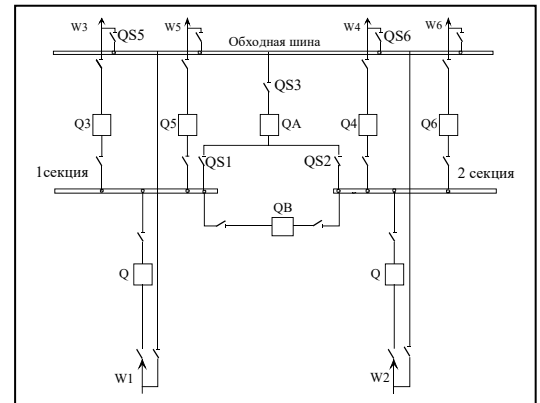 W3 QS5 W5 W4 QS6 W6
Обходная шина
QS3
Q3 Q5 QA Q4 Q6
QS1 QS2
1секция 2 секция
QB
Q Q
W1 W2